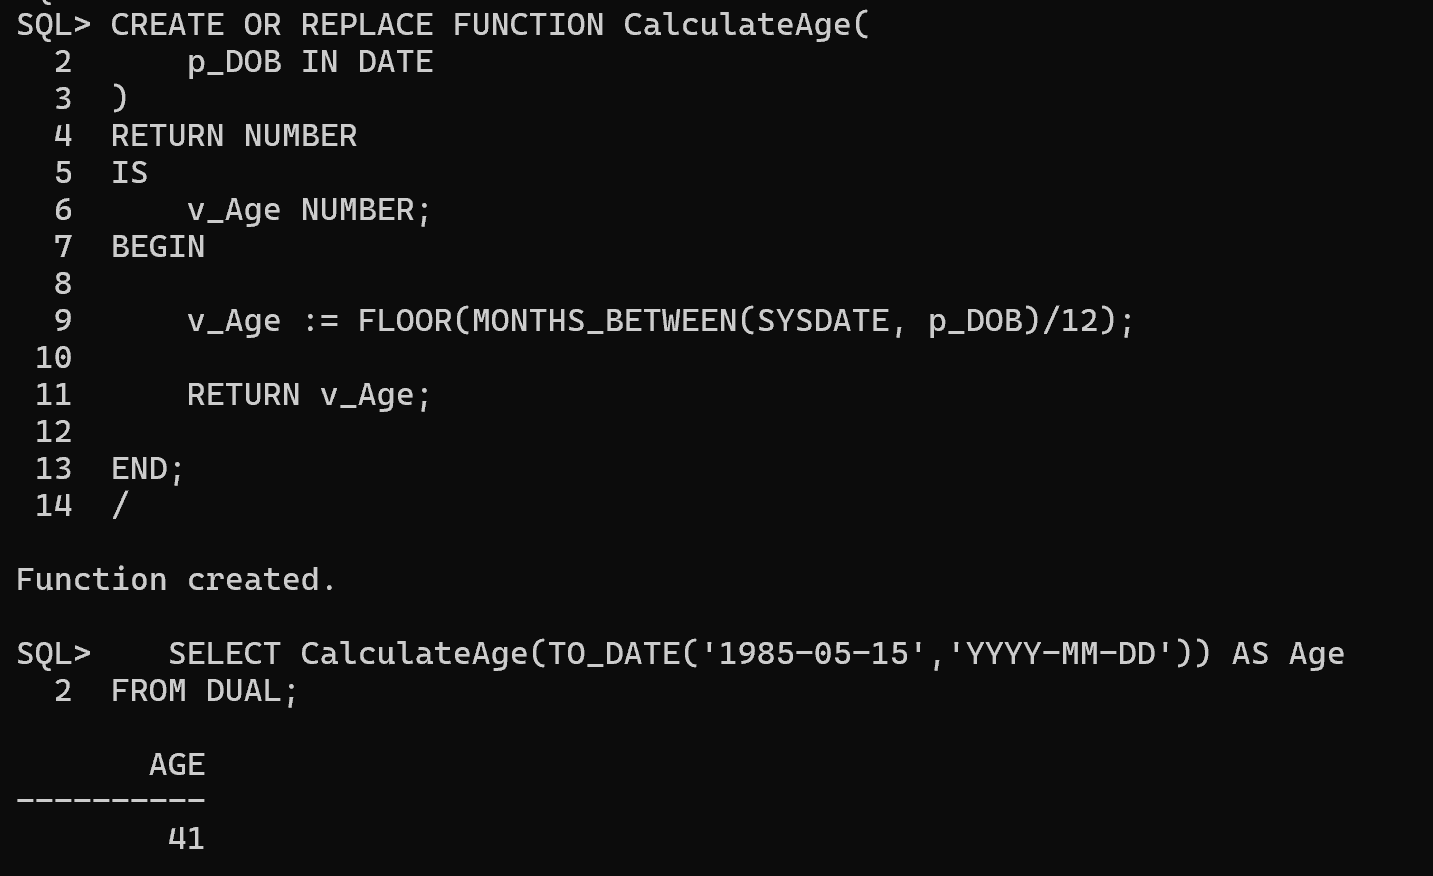 SQL> CREATE OR REPLACE FUNCTION CalculateAge(
  2      p_DOB IN DATE
  3  )
  4  RETURN NUMBER
  5  IS
  6      v_Age NUMBER;
  7  BEGIN
  8
  9      v_Age := FLOOR(MONTHS_BETWEEN(SYSDATE, p_DOB)/12);
 10
 11      RETURN v_Age;
 12
 13  END;
 14  /

Function created.

SQL>    SELECT CalculateAge(TO_DATE('1985-05-15','YYYY-MM-DD')) AS Age
  2  FROM DUAL;

       AGE
----------
        41